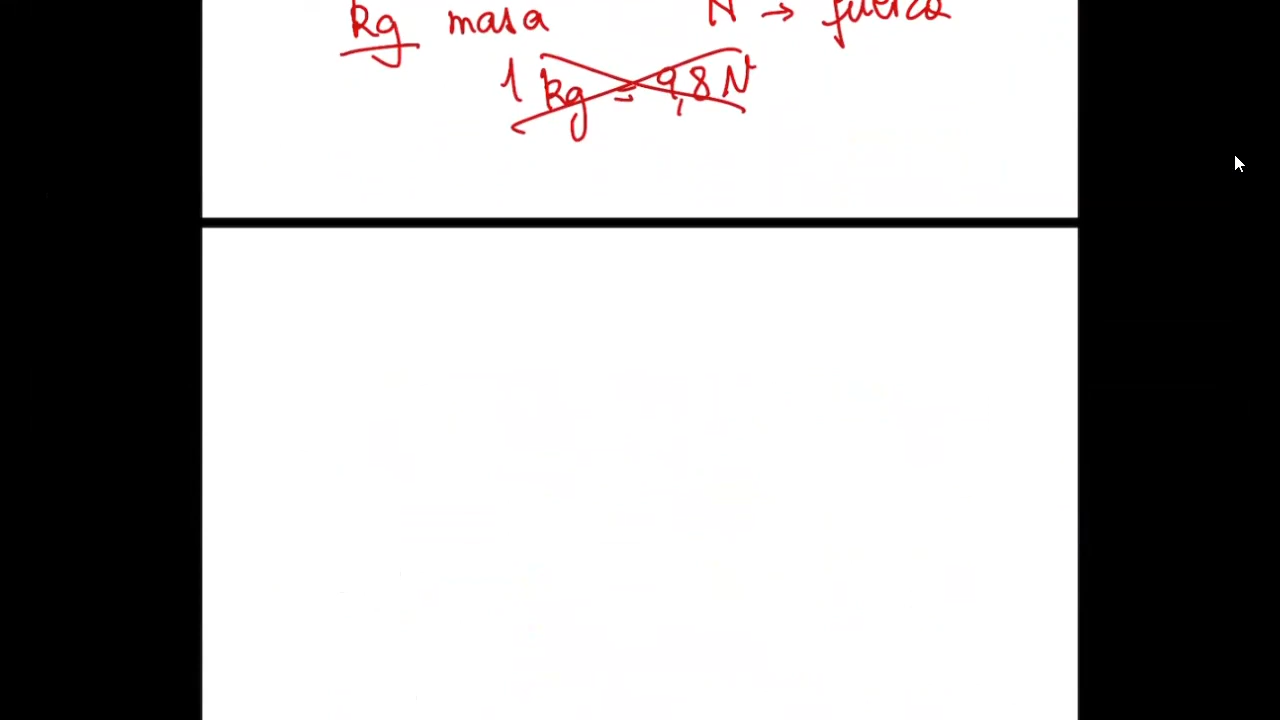 kg masa N → fuerza
1 kg = 9,8 N